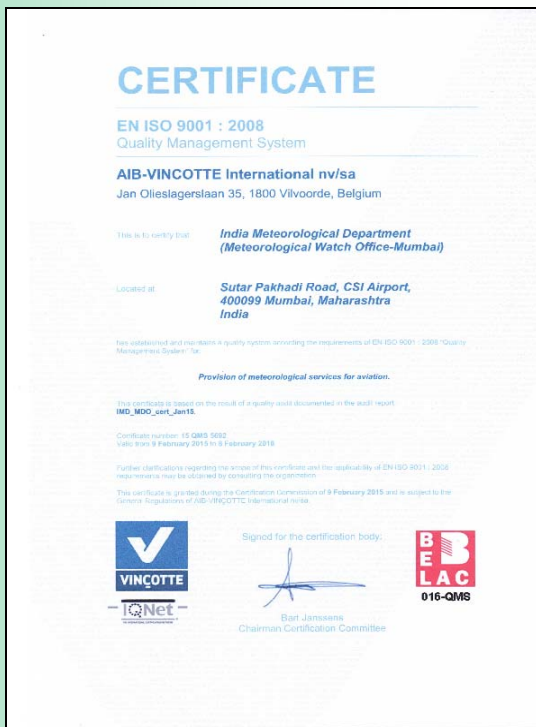 CERTIFICATE
EN ISO 9001 : 2008
Quality Management System
AIB-VINCOTTE International nv/sa
Jan Olieslagerslaan 35, 1800 Vilvoorde, Belgium
This is to certify that
India Meteorological Department
(Meteorological Watch Office-Mumbai)
Located at
Sutar Pakhadi Road, CSI Airport,
400099 Mumbai, Maharashtra
India
has established and maintains a quality system according the requirements of EN ISO 9001 : 2008 "Quality
Management System" for:
Provision of meteorological services for aviation.
This certificate is based on the result of a quality audit documented in the audit report:
IMD_MDO_cert_Jan15.
Certificate number: 15 QMS
Valid from 9 February 2015 to 8 February 2018
Further clarifications regarding the scope of this certificate and the applicability of EN ISO 9001 : 2008
requirements may be obtained by consulting the organization.
This certificate is granted during the Certification Commission of 9 February 2015 and is subject to the
General Regulations of AIB-VINÇOTTE International nv/sa.
Signed for the certification body:
VINÇOTTE
IQNet
BELAC
016-QMS
Bart Janssens
Chairman Certification Committee